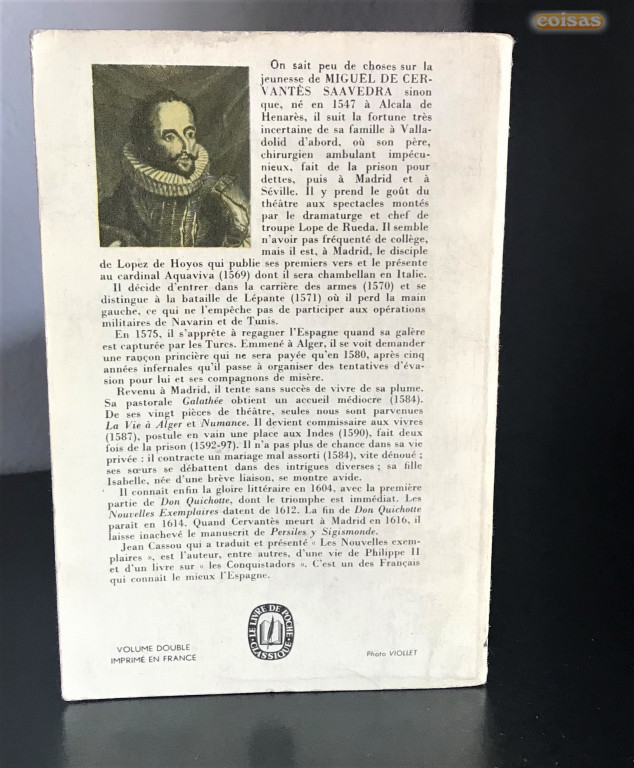 coisas
On sait peu de choses sur la
jeunesse de MIGUEL DE CER-
VANTÈS SAAVEDRA sinon
que, né en 1547 à Alcala de
Henarès, il suit la fortune très
incertaine de sa famille à Valla-
dolid d'abord, où son père,
chirurgien ambulant impécu-
nieux, fait de la prison pour
dettes, puis à Madrid et à
Séville. Il y prend le goût du
théâtre aux spectacles montés
par le dramaturge et chef de
troupe Lope de Rueda. Il semble
n'avoir pas fréquenté de collège,
mais il est, à Madrid, le disciple
de Lopez de Hoyos qui publie ses premiers vers et le présente
au cardinal Aquaviva (1569) dont il sera chambellan en Italie.
Il décide d'entrer dans la carrière des armes (1570) et se
distingue à la bataille de Lépante (1571) où il perd la main
gauche, ce qui ne l'empêche pas de participer aux opérations
militaires de Navarin et de Tunis.
En 1575, il s'apprête à regagner l'Espagne quand sa galère
est capturée par les Turcs. Emmené à Alger, il se voit demander
une rançon princière qui ne sera payée qu'en 1580, après cinq
années infernales qu'il passe à organiser des tentatives d'éva-
sion pour lui et ses compagnons de misère.
Revenu à Madrid, il tente sans succès de vivre de sa plume.
Sa pastorale Galathée obtient un accueil médiocre (1584).
De ses vingt pièces de théâtre, seules nous sont parvenues
La Vie à Alger et Numance. Il devient commissaire aux vivres
(1587), postule en vain une place aux Indes (1590), fait deux
fois de la prison (1592-97). Il n'a pas plus de chance dans sa vie
privée : il contracte un mariage mal assorti (1584), vite dénoué ;
ses sœurs se débattent dans des intrigues diverses ; sa fille
Isabelle, née d'une brève liaison, se montre avide.
Il connait enfin la gloire littéraire en 1604, avec la première
partie de Don Quichotte, dont le triomphe est immédiat. Les
Nouvelles Exemplaires datent de 1612. La fin de Don Quichotte
paraît en 1614. Quand Cervantès meurt à Madrid en 1616, il
laisse inachevé le manuscrit de Persiles y Sigismonde.
Jean Cassou qui a traduit et présenté « Les Nouvelles exem-
plaires », est l'auteur, entre autres, d'une vie de Philippe II
et d'un livre sur « les Conquistadors ». C'est un des Français
qui connait le mieux l'Espagne.
VOLUME DOUBLE
IMPRIMÉ EN FRANCE
LE LIVRE DE POCHE
CLASSIQUE
Photo VIOLLET